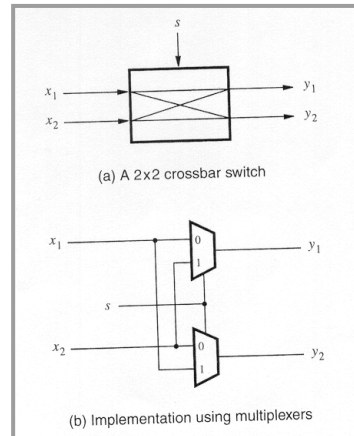 s
x₁
y₁
x₂
y₂
(a) A 2x2 crossbar switch
x₁
0
y₁
1
s
x₂
0
y₂
1
(b) Implementation using multiplexers